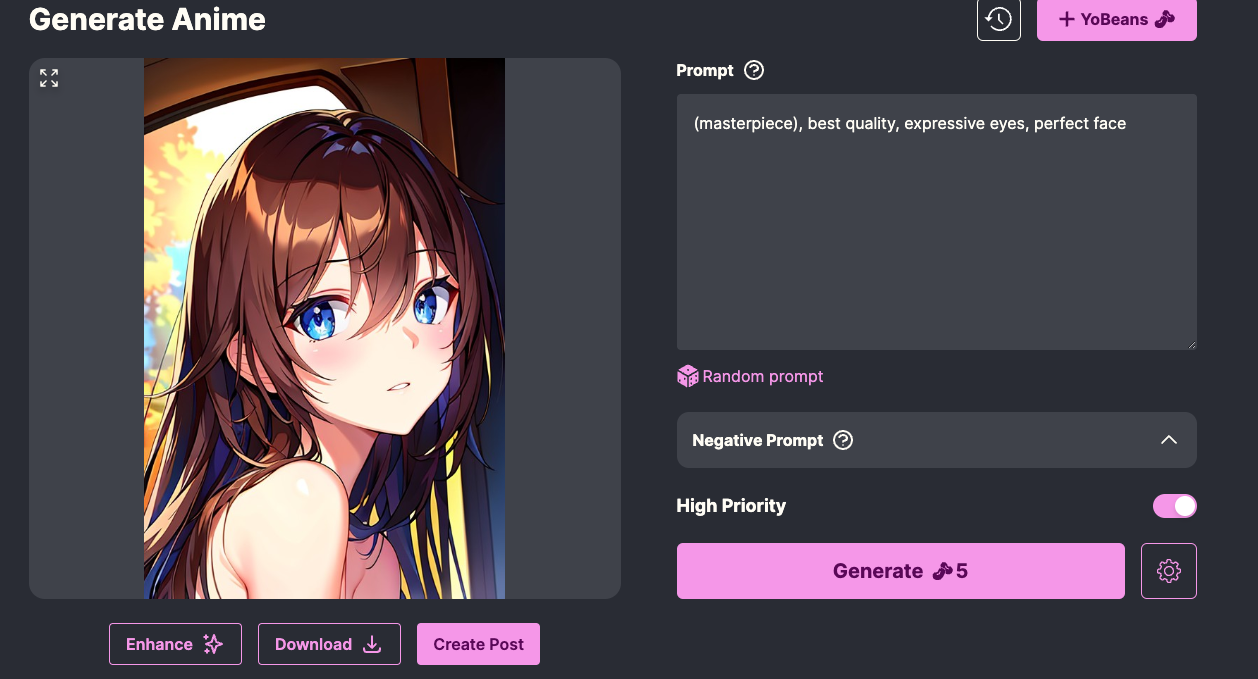 Generate Anime
+ YoBeans
Prompt ?
(masterpiece), best quality, expressive eyes, perfect face
Random prompt
Negative Prompt ?
High Priority
Generate 5
Enhance
Download
Create Post